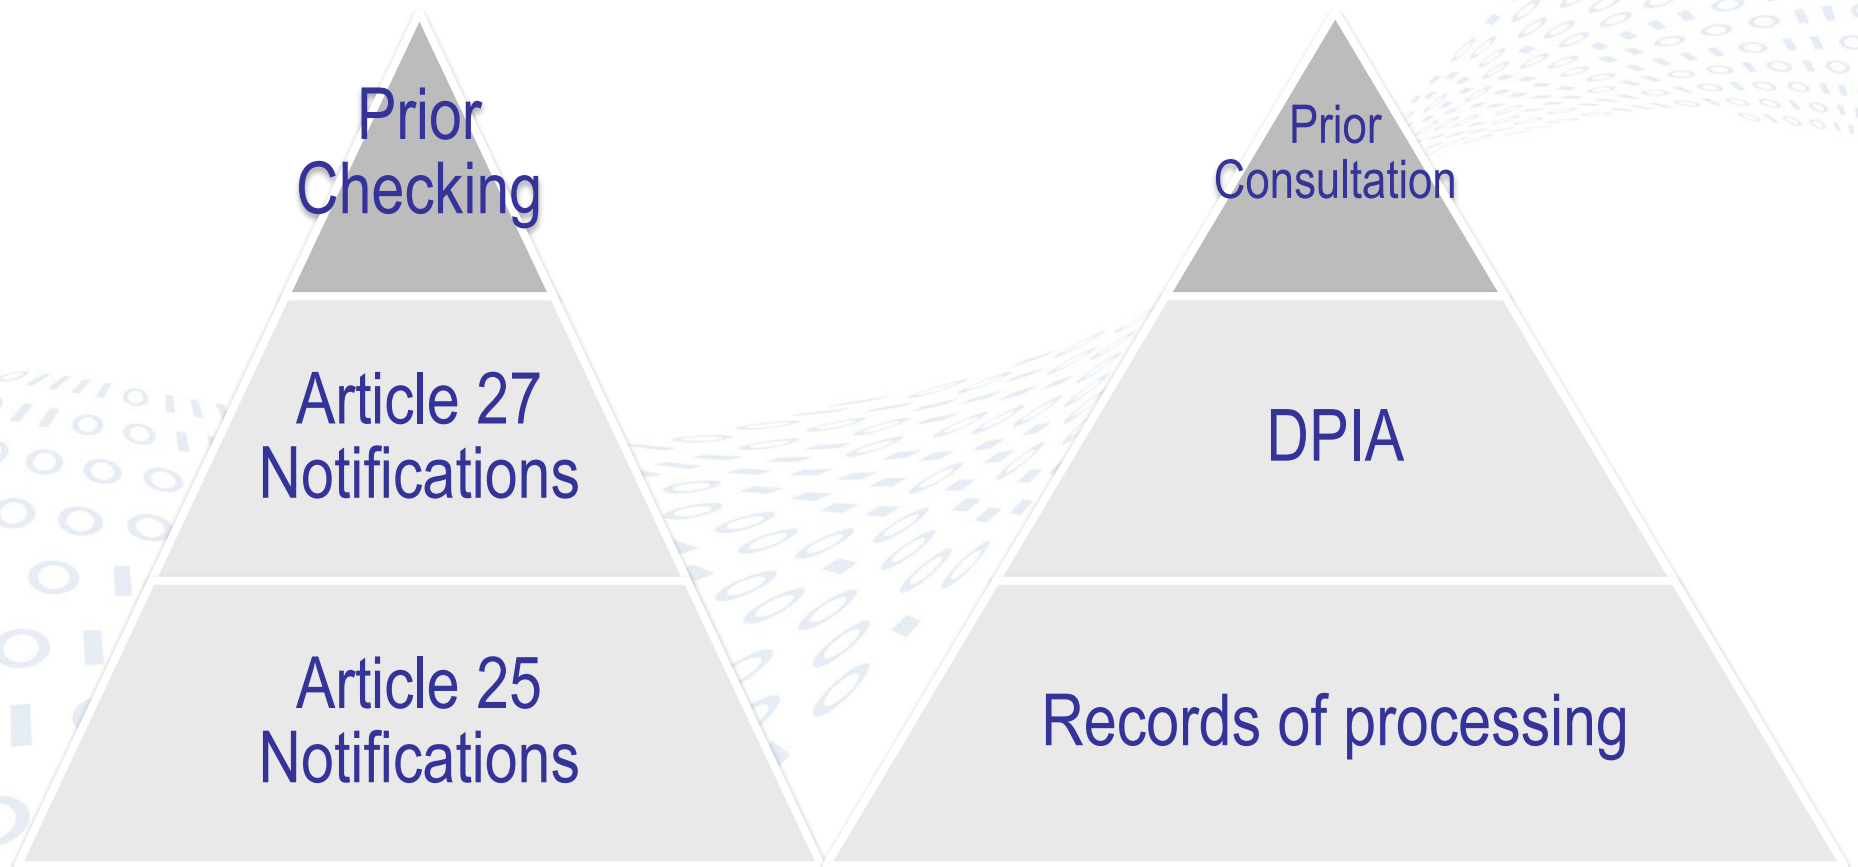 Prior
Checking
Article 27
Notifications
Article 25
Notifications
Prior
Consultation
DPIA
Records of processing